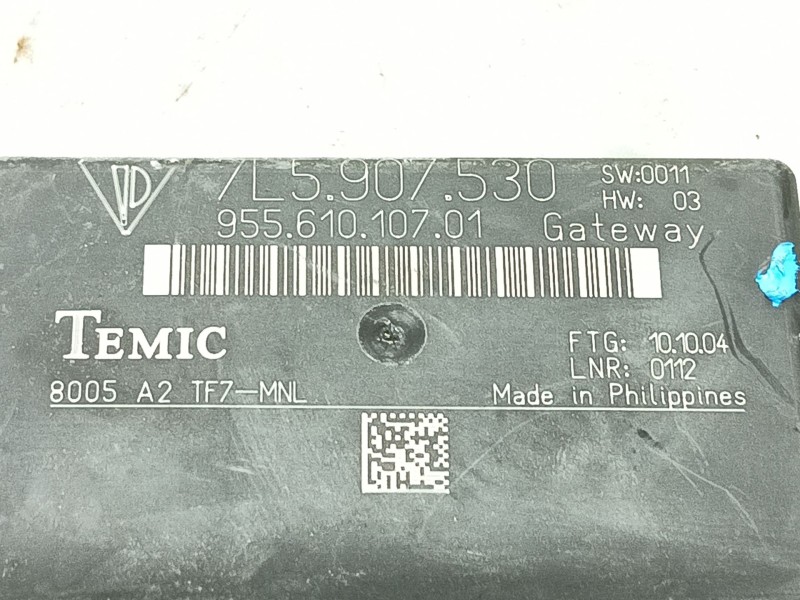 7L5.907.530
SW:0011
HW: 03
955.610.107.01 Gateway
TEMIC
FTG: 10.10.04
LNR: 0112
8005 A2 TF7-MNL
Made in Philippines